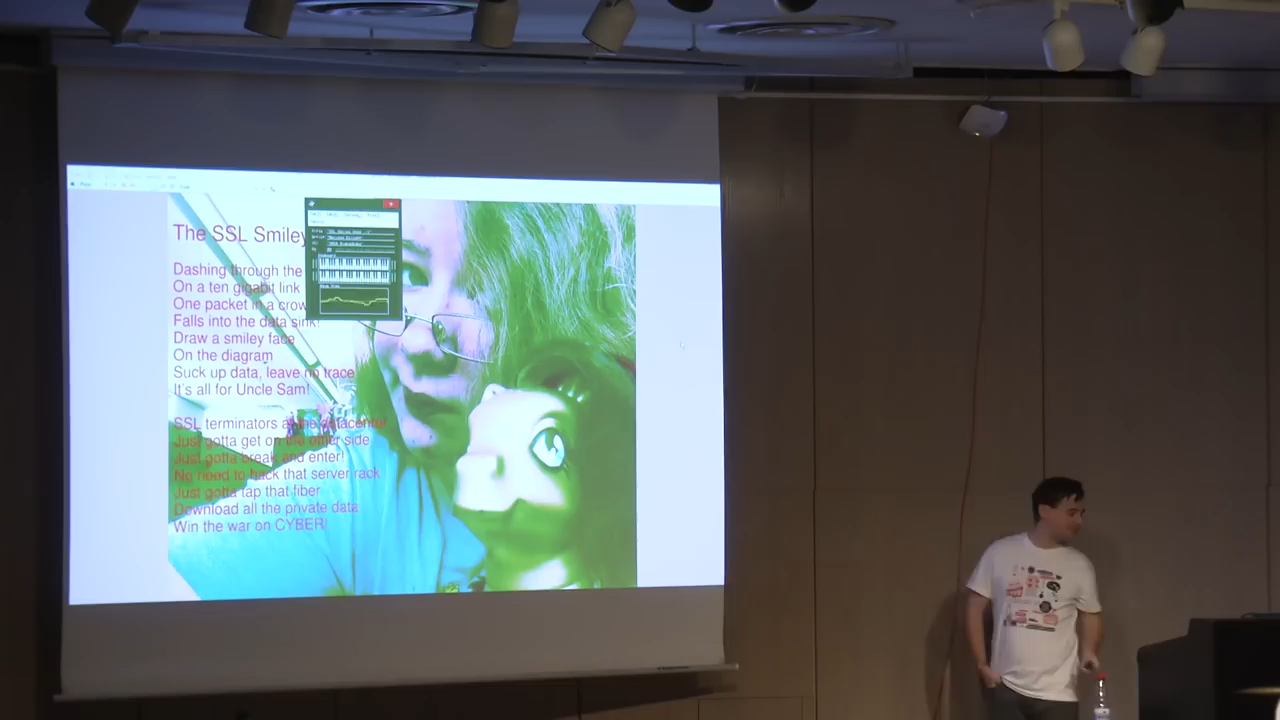 The SSL Smiley
Dashing through the
On a ten gigabit link
One packet in a crow
Falls into the data sink!
Draw a smiley face
On the diagram
Suck up data, leave no trace
It's all for Uncle Sam!
SSL terminators at the datacenter
Just gotta get on the other side
Just gotta break and enter!
No need to hack that server rack
Just gotta tap that fiber
Download all the private data
Win the war on CYBER!